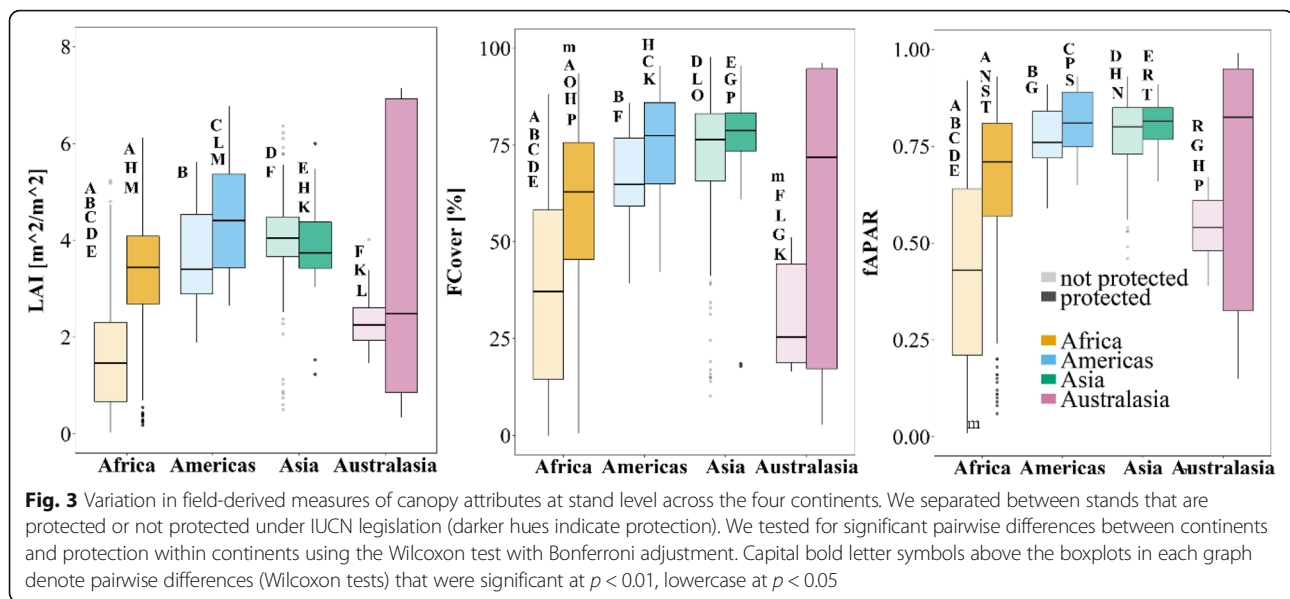 LAI [m^2/m^2]
8
6
4
2
0
A
B
C
D
E
A
H
M
B
C
L
M
D
F
E
H
K
F
K
L
Africa Americas Asia Australasia
FCover [%]
100
75
50
25
0
A
B
C
D
E
m
A
O
H
P
B
F
H
C
K
D
L
O
E
G
P
m
F
L
G
K
Africa Americas Asia Australasia
fAPAR
1.00
0.75
0.50
0.25
0.00
A
B
C
D
E
A
N
S
T
B
G
C
P
S
D
H
N
E
R
T
R
G
H
P
m
not protected
protected
Africa
Americas
Asia
Australasia
Africa Americas Asia Australasia
Fig. 3 Variation in field-derived measures of canopy attributes at stand level across the four continents. We separated between stands that are
protected or not protected under IUCN legislation (darker hues indicate protection). We tested for significant pairwise differences between continents
and protection within continents using the Wilcoxon test with Bonferroni adjustment. Capital bold letter symbols above the boxplots in each graph
denote pairwise differences (Wilcoxon tests) that were significant at p < 0.01, lowercase at p < 0.05